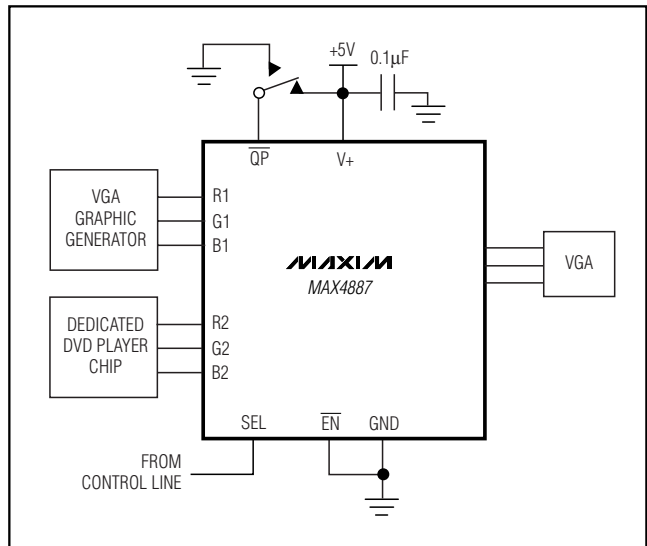 +5V
0.1µF
QP
V+
VGA
GRAPHIC
GENERATOR
R1
G1
B1
MAXIM
MAX4887
VGA
DEDICATED
DVD PLAYER
CHIP
R2
G2
B2
SEL
EN
GND
FROM
CONTROL LINE